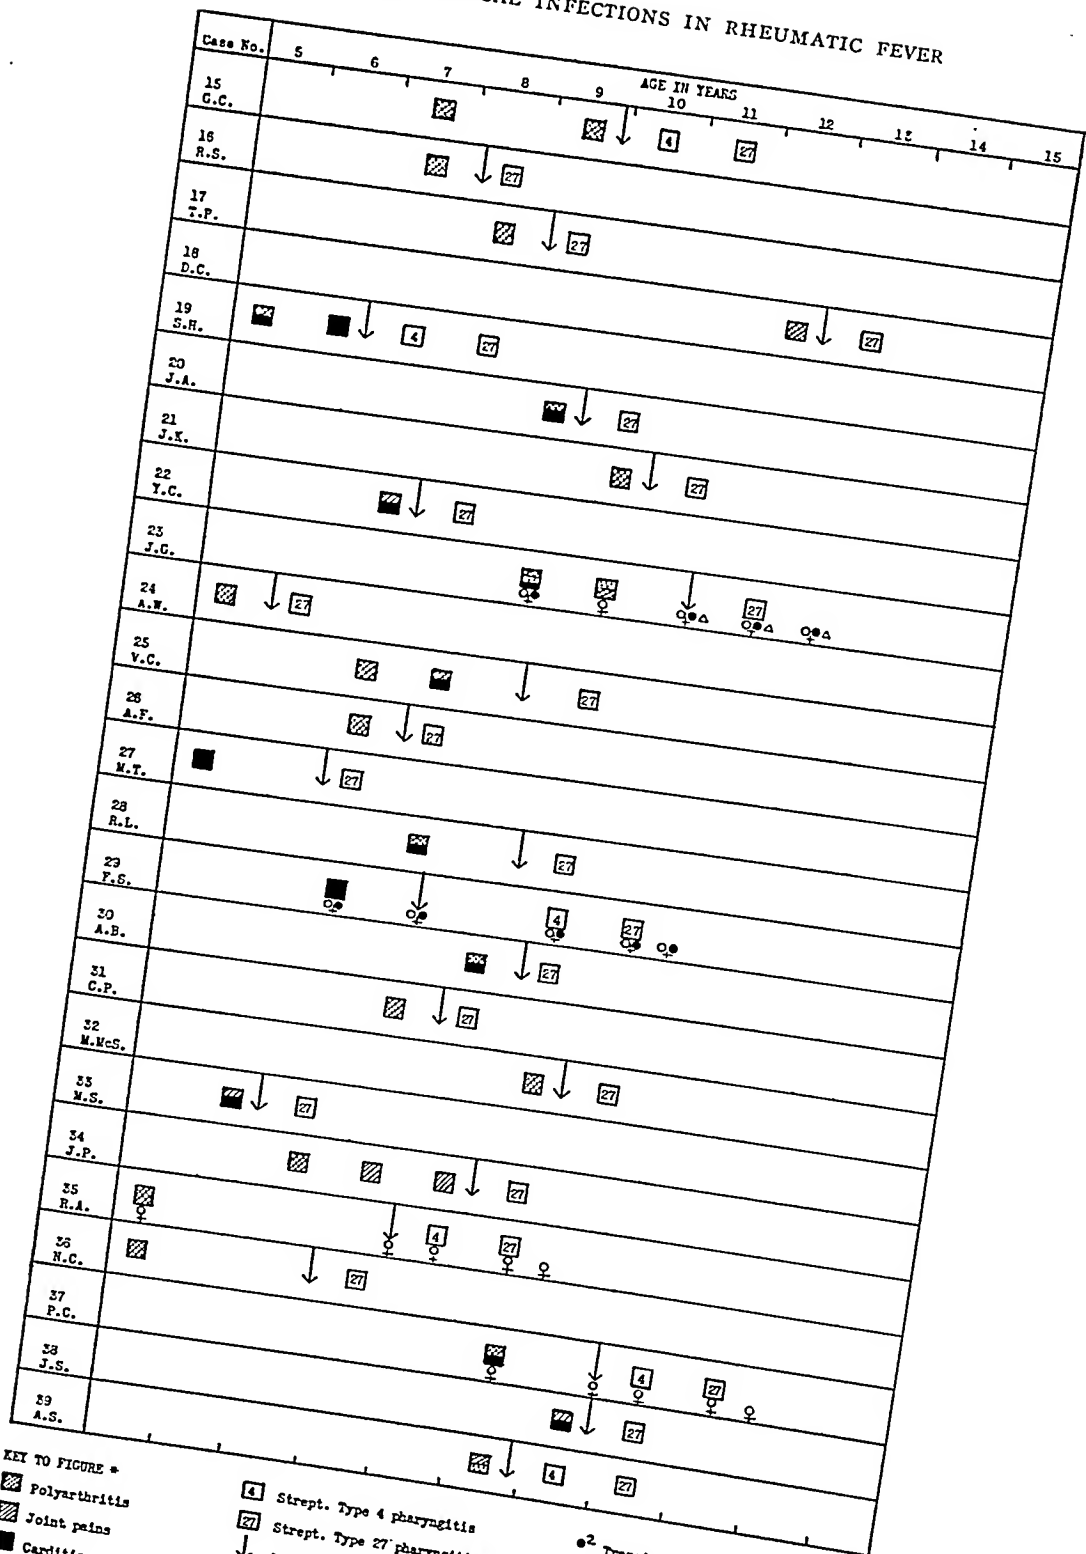 INFECTIONS IN RHEUMATIC FEVER
Case No.
AGE IN YEARS
5 6 7 8 9 10 11 12 13 14 15
15
G.C.
4 27
16
R.S.
27
17
T.P.
27
18
D.C.
27
19
S.H.
4 27
20
J.A.
27
21
J.K.
27
22
Y.C.
27
23
J.G.
27
24
A.W.
27
25
V.C.
27
26
A.F.
27
27
M.T.
27
28
R.L.
27
29
F.S.
4 27
30
A.B.
27
31
C.P.
27
32
M.McS.
27
33
M.S.
27
34
J.P.
27
35
R.A.
4 27
36
N.C.
27
37
P.C.
4 27
38
J.S.
27
39
A.S.
4 27
KEY TO FIGURE *
Polyarthritis
Joint pains
4 Strept. Type 4 pharyngitis
27 Strept. Type 27 pharyngitis
2